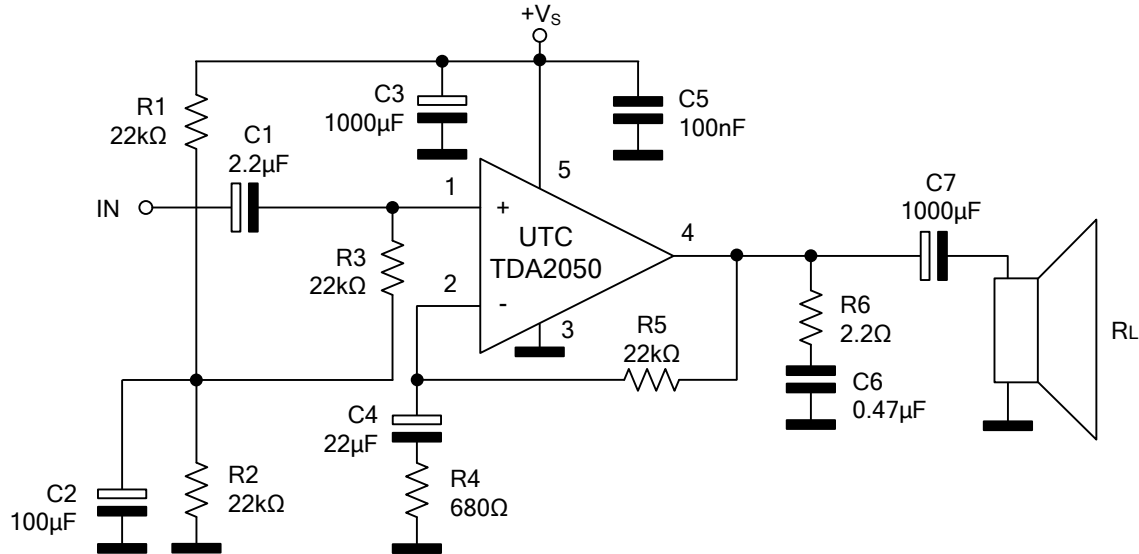 +VS
R1
22kΩ
C3
1000µF
C5
100nF
C1
2.2µF
IN
1
+
5
UTC
TDA2050
4
C7
1000µF
R3
22kΩ
2
-
3
R5
22kΩ
R6
2.2Ω
RL
C6
0.47µF
C4
22µF
R2
22kΩ
R4
680Ω
C2
100µF